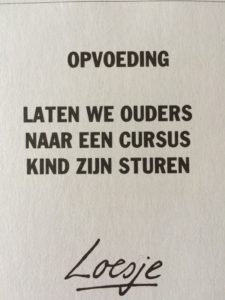 OPVOEDING
LATEN WE OUDERS
NAAR EEN CURSUS
KIND ZIJN STUREN
Loesje